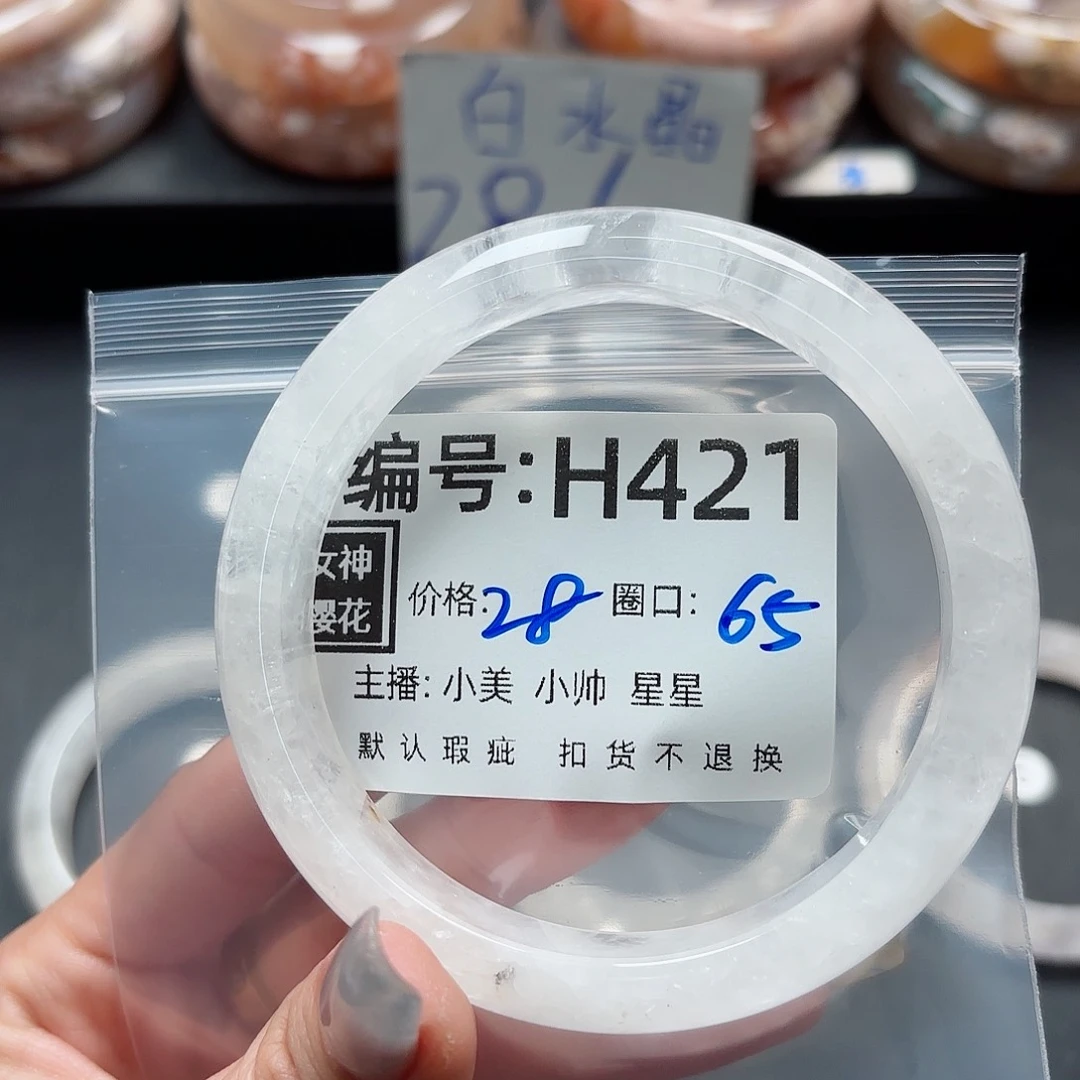 白水晶
28/
编号:H421
女神
樱花
价格:28 圈口:65
主播:小美 小帅 星星
默认瑕疵 扣货不退换